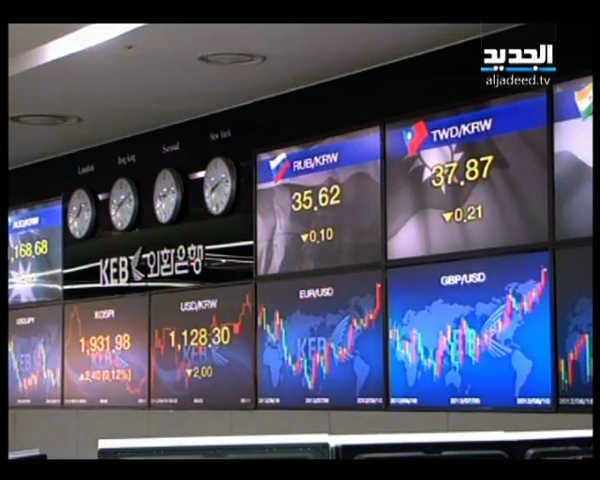 الجديد
aljadeed.tv
London
Hong Kong
Seoul
New York
RUB/KRW
35.62
▼0.10
TWD/KRW
37.87
▼0.21
168.68
KEB 외환은행
KOSPI
1,931.98
▲2.40 (0.12%)
USD/KRW
1,128.30
▼2.00
EUR/USD
KEB
GBP/USD